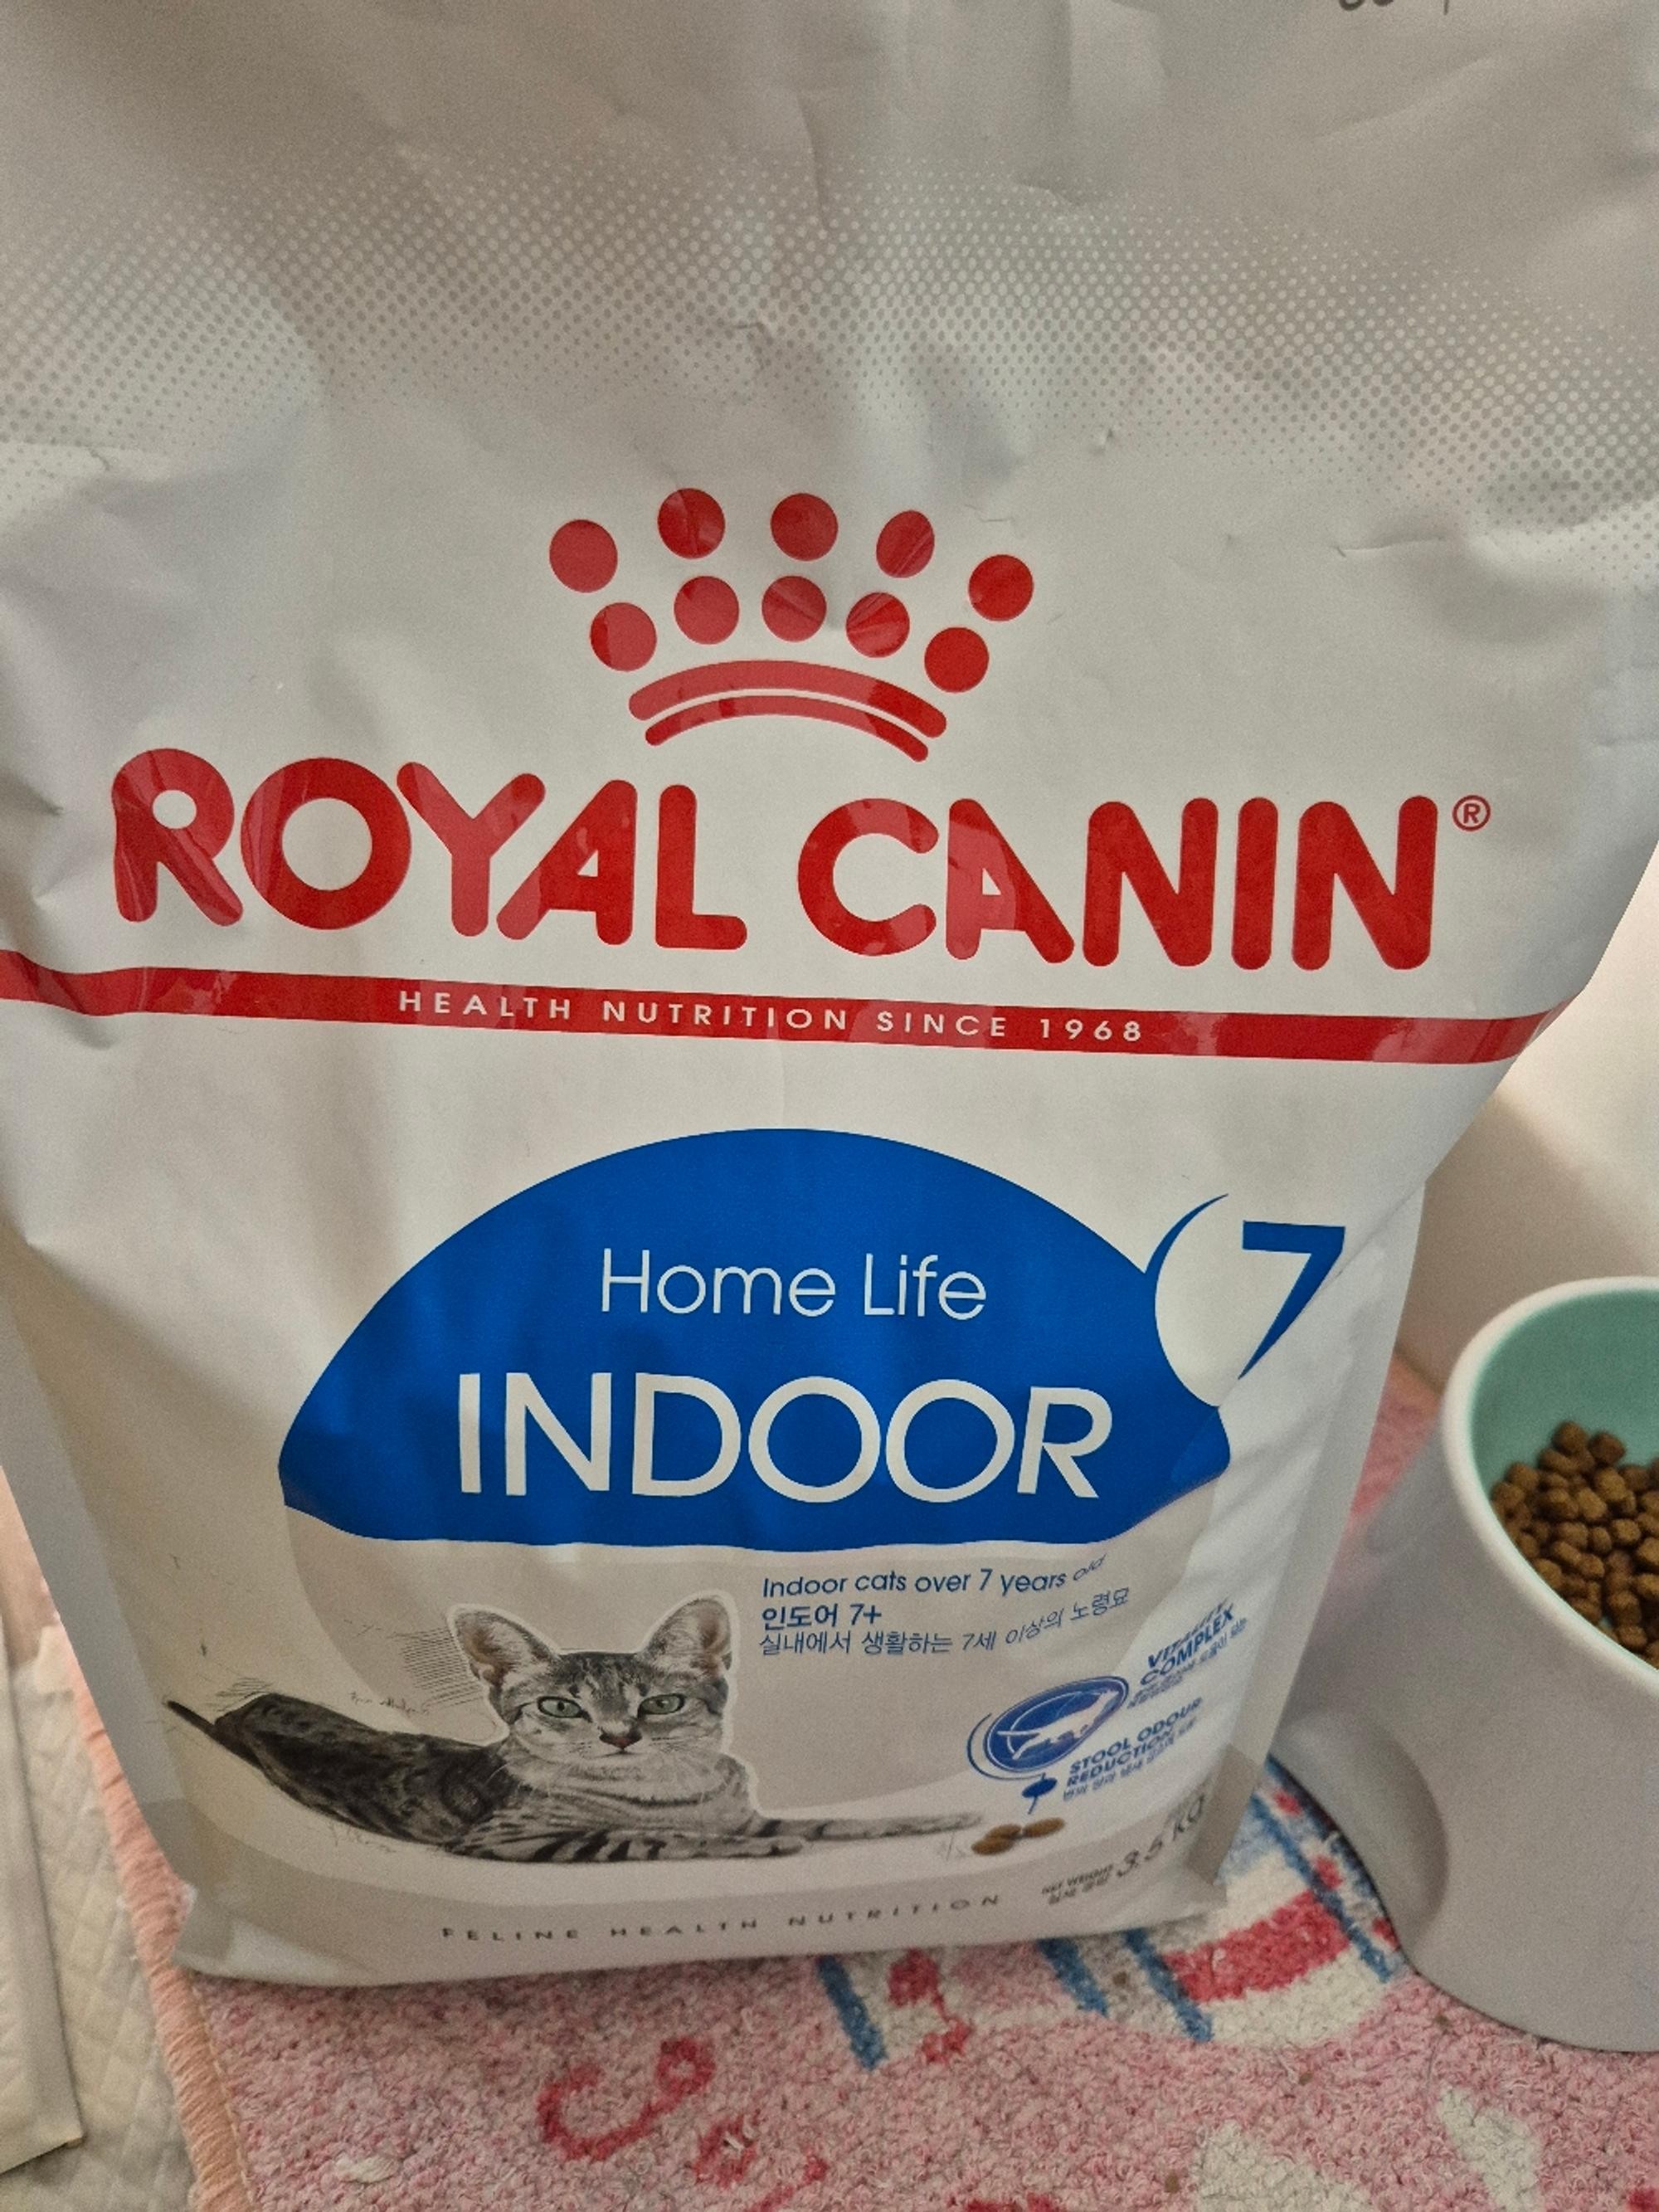 ROYAL CANIN®
HEALTH NUTRITION SINCE 1968
Home Life
7
INDOOR
Indoor cats over 7 years old
인도어 7+
실내에서 생활하는 7세 이상의 노령묘
VITALITY
COMPLEX
STOOL ODOUR
REDUCTION
NET WEIGHT
3.5 KG
FELINE HEALTH NUTRITION